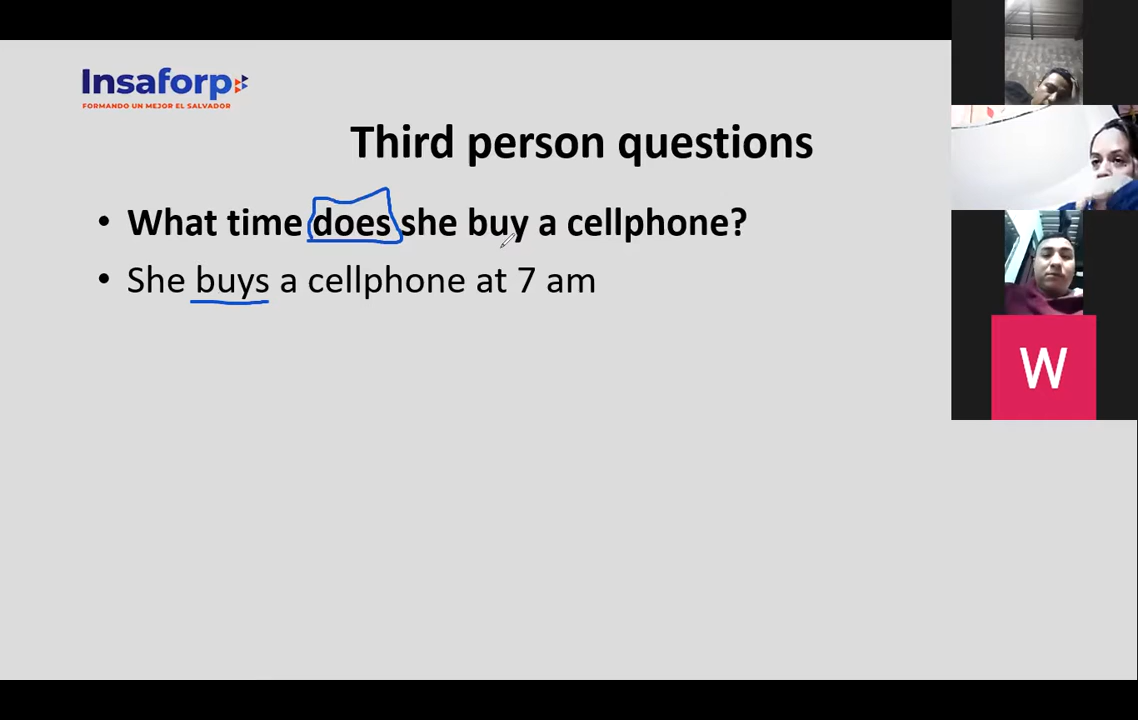 Insaforp
FORMANDO UN MEJOR EL SALVADOR
Third person questions
• What time does she buy a cellphone?
• She buys a cellphone at 7 am
W